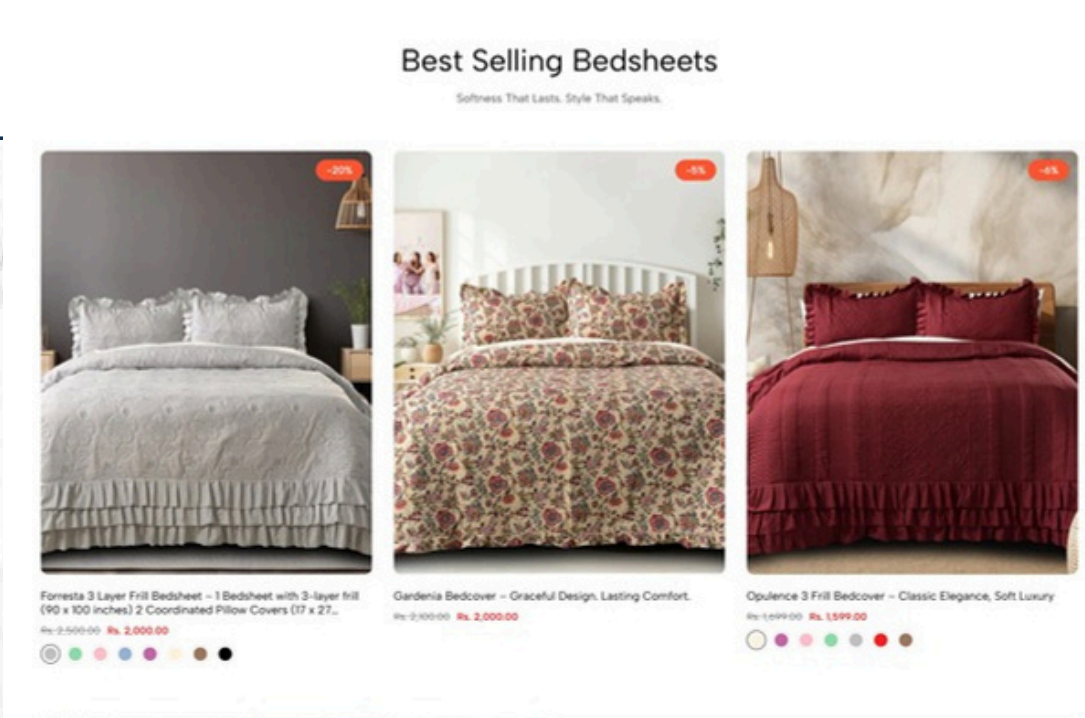 Best Selling Bedsheets
Softness That Lasts. Style That Speaks.
-20%
-5%
-6%
Forresta 3 Layer Frill Bedsheet – 1 Bedsheet with 3-layer frill
(90 x 100 inches) 2 Coordinated Pillow Covers (17 x 27...
Rs. 2,500.00 Rs. 2,000.00
Gardenia Bedcover – Graceful Design. Lasting Comfort.
Rs. 2,100.00 Rs. 2,000.00
Opulence 3 Frill Bedcover – Classic Elegance, Soft Luxury
Rs. 1,699.00 Rs. 1,599.00